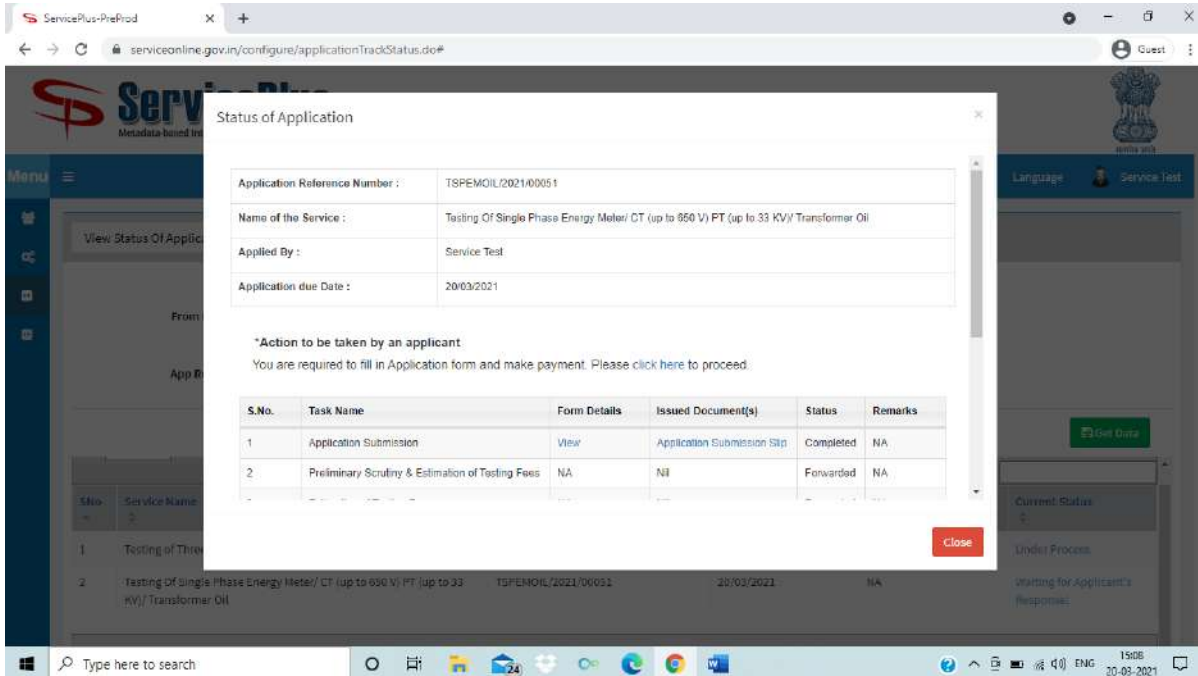 ServicePlus-PreProd
serviceonline.gov.in/configure/applicationTrackStatus.do#
Guest
Metadata-based
Menu
Language
Service Test
Status of Application
View Status Of Applic
From
App R
Application Reference Number : TSPEMOIL/2021/00051
Name of the Service : Testing Of Single Phase Energy Meter/ CT (up to 650 V) PT (up to 33 KV)/ Transformer Oil
Applied By : Service Test
Application due Date : 20/03/2021
*Action to be taken by an applicant
You are required to fill in Application form and make payment. Please click here to proceed.
S.No. Task Name Form Details Issued Document(s) Status Remarks
1 Application Submission View Application Submission Slip Completed NA
2 Preliminary Scrutiny & Estimation of Testing Fees NA Nil Forwarded NA
Close
Get Data
SNo Service Name Current Status
1 Testing of Three Under Process
2 Testing Of Single Phase Energy Meter/ CT (up to 650 V) PT (up to 33 TSPEMOIL/2021/00051 20/03/2021 NA Waiting for Applicant's
KV)/ Transformer Oil Response
Type here to search
24
ENG
15:08
20-03-2021